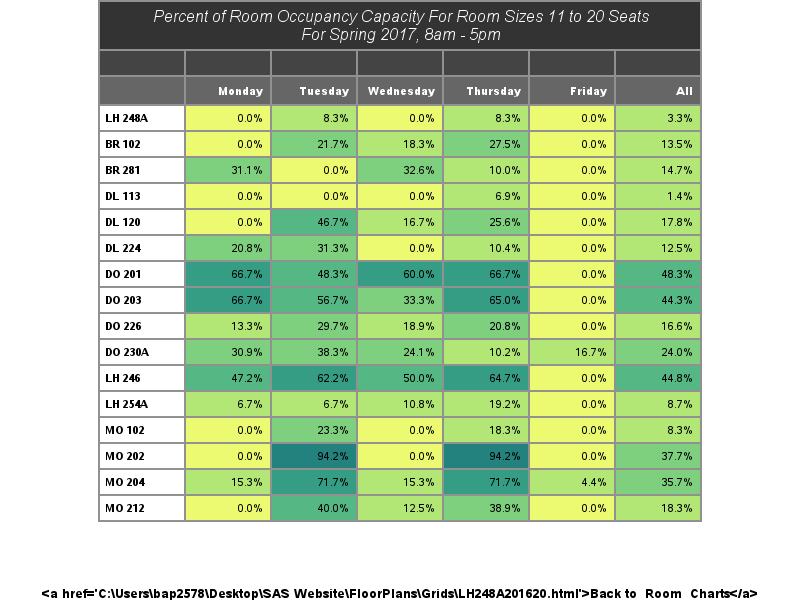 Percent of Room Occupancy Capacity For Room Sizes 11 to 20 Seats
For Spring 2017, 8am - 5pm
Monday Tuesday Wednesday Thursday Friday All
LH 248A 0.0% 8.3% 0.0% 8.3% 0.0% 3.3%
BR 102 0.0% 21.7% 18.3% 27.5% 0.0% 13.5%
BR 281 31.1% 0.0% 32.6% 10.0% 0.0% 14.7%
DL 113 0.0% 0.0% 0.0% 6.9% 0.0% 1.4%
DL 120 0.0% 46.7% 16.7% 25.6% 0.0% 17.8%
DL 224 20.8% 31.3% 0.0% 10.4% 0.0% 12.5%
DO 201 66.7% 48.3% 60.0% 66.7% 0.0% 48.3%
DO 203 66.7% 56.7% 33.3% 65.0% 0.0% 44.3%
DO 226 13.3% 29.7% 18.9% 20.8% 0.0% 16.6%
DO 230A 30.9% 38.3% 24.1% 10.2% 16.7% 24.0%
LH 246 47.2% 62.2% 50.0% 64.7% 0.0% 44.8%
LH 254A 6.7% 6.7% 10.8% 19.2% 0.0% 8.7%
MO 102 0.0% 23.3% 0.0% 18.3% 0.0% 8.3%
MO 202 0.0% 94.2% 0.0% 94.2% 0.0% 37.7%
MO 204 15.3% 71.7% 15.3% 71.7% 4.4% 35.7%
MO 212 0.0% 40.0% 12.5% 38.9% 0.0% 18.3%
<a href='C:\Users\bap2578\Desktop\SAS Website\FloorPlans\Grids\LH248A201620.html'>Back to Room Charts</a>